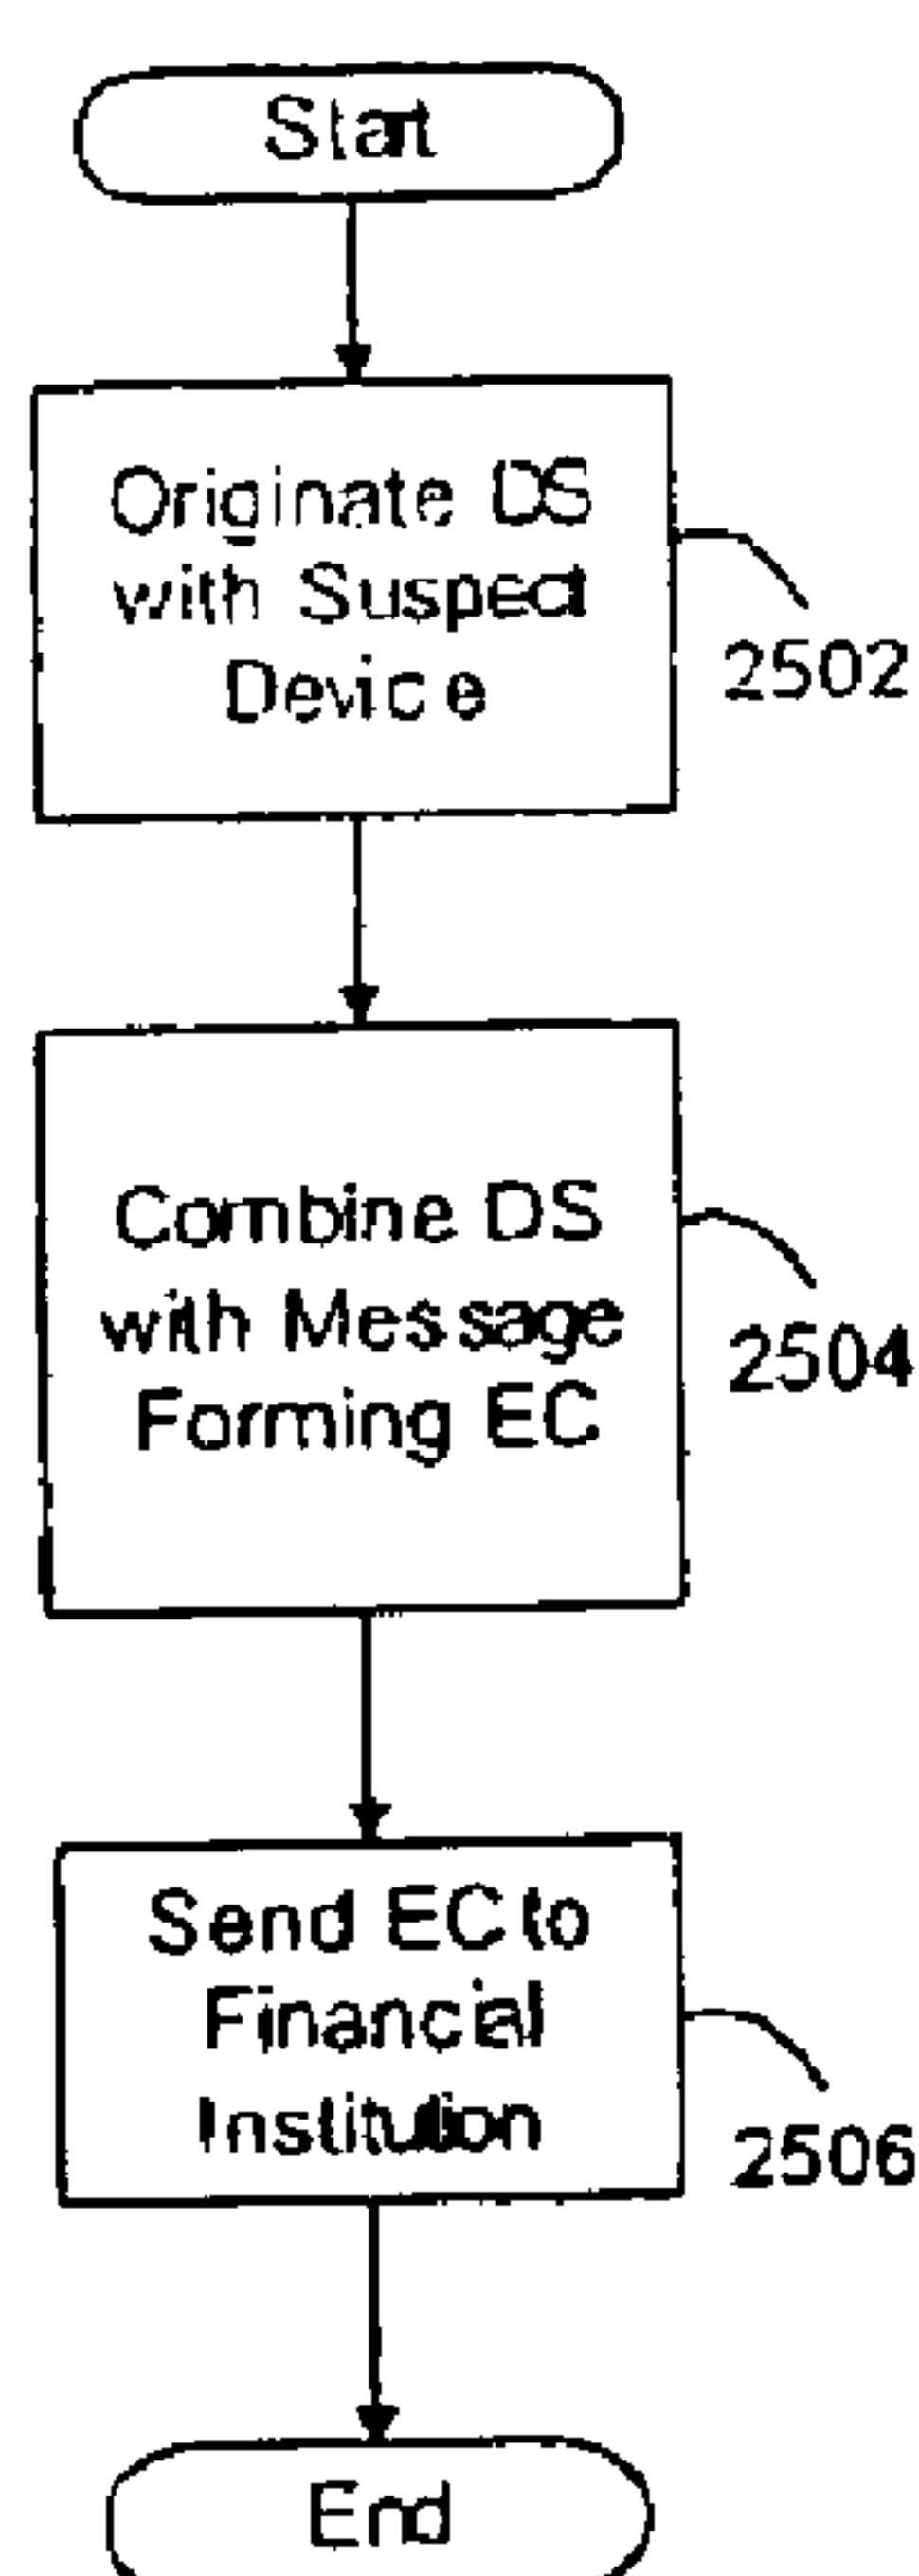 Start
Originate DS
with Suspect
Device
2502
Combine DS
with Message
Forming EC
2504
Send EC to
Financial
Institution
2506
End